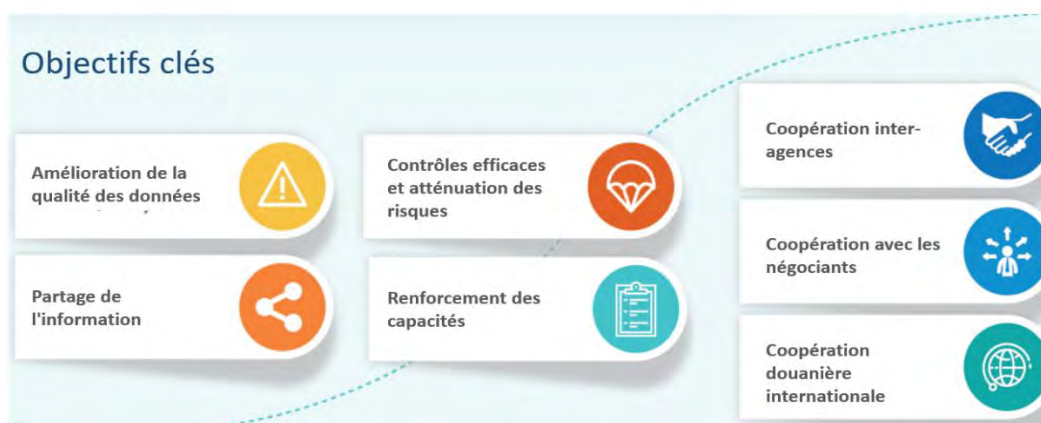 Objectifs clés
Amélioration de la
qualité des données
Partage de
l'information
Contrôles efficaces
et atténuation des
risques
Renforcement des
capacités
Coopération inter-
agences
Coopération avec les
négociants
Coopération
douanière
internationale